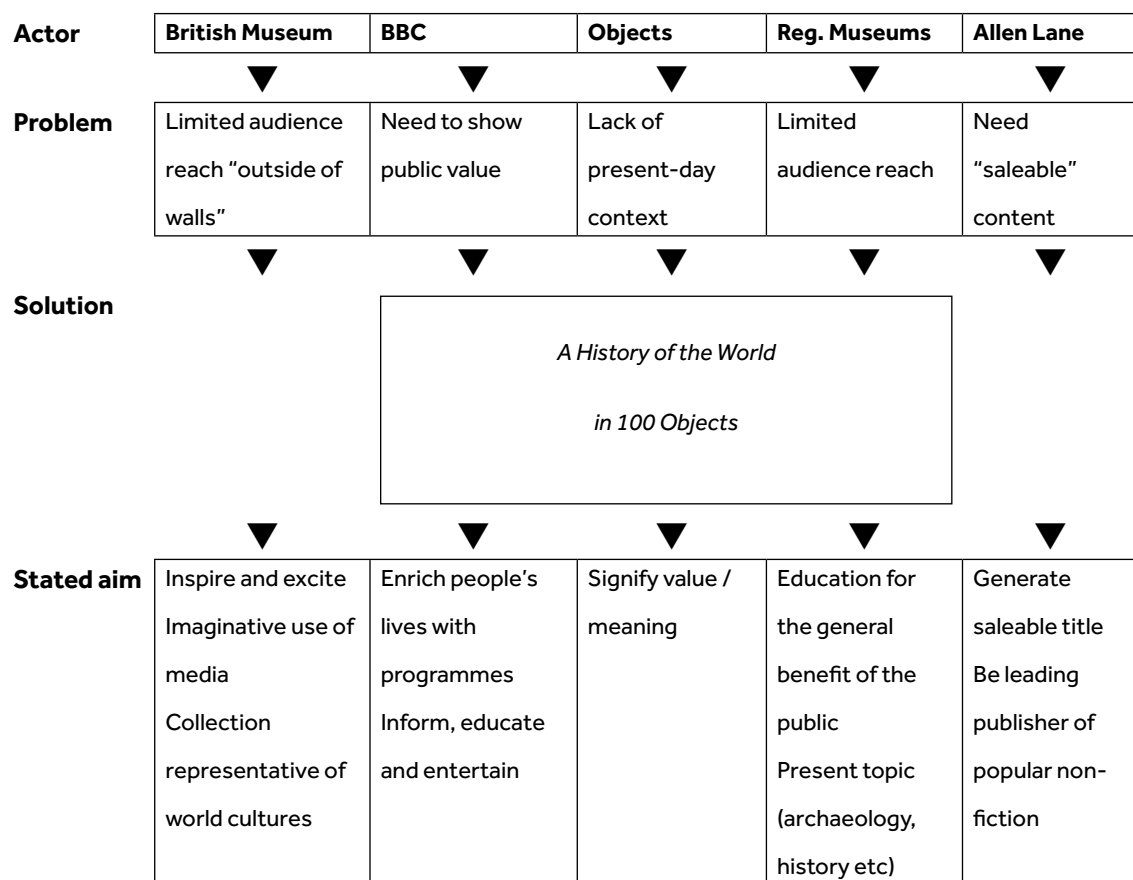 Actor
British Museum
BBC
Objects
Reg. Museums
Allen Lane
Problem
Limited audience
reach “outside of
walls”
Need to show
public value
Lack of
present-day
context
Limited
audience reach
Need
“saleable”
content
Solution
A History of the World
in 100 Objects
Stated aim
Inspire and excite
Imaginative use of
media
Collection
representative of
world cultures
Enrich people’s
lives with
programmes
Inform, educate
and entertain
Signify value /
meaning
Education for
the general
benefit of the
public
Present topic
(archaeology,
history etc)
Generate
saleable title
Be leading
publisher of
popular non-
fiction